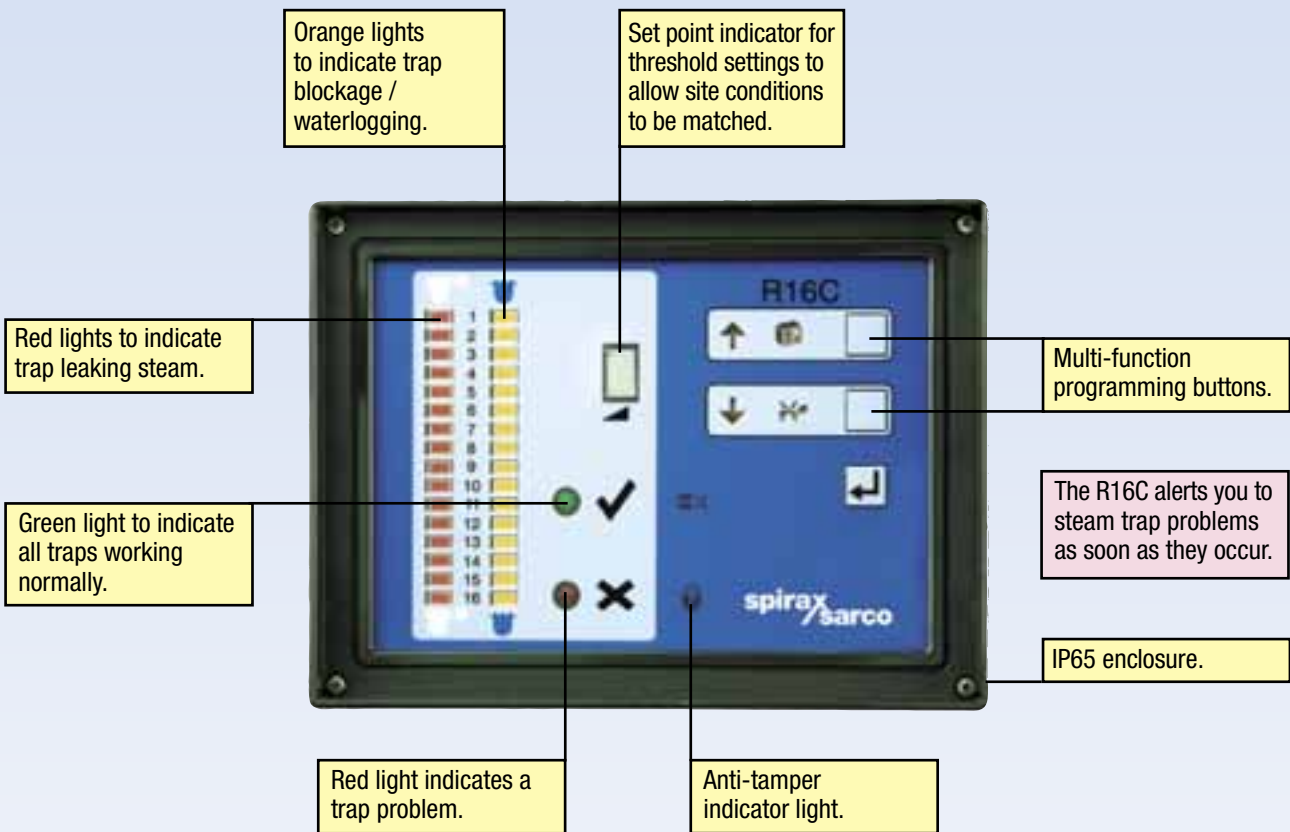 Orange lights
to indicate trap
blockage /
waterlogging.
Set point indicator for
threshold settings to
allow site conditions
to be matched.
Red lights to indicate
trap leaking steam.
Green light to indicate
all traps working
normally.
1
2
3
4
5
6
7
8
9
10
11
12
13
14
15
16
R16C
spirax
sarco
Multi-function
programming buttons.
The R16C alerts you to
steam trap problems
as soon as they occur.
IP65 enclosure.
Red light indicates a
trap problem.
Anti-tamper
indicator light.